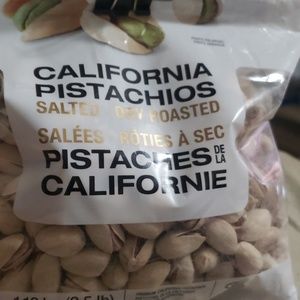 CALIFORNIA
PISTACHIOS
SALTED DRY ROASTED
SALÉES RÔTIES À SEC
PISTACHES DE LA
CALIFORNIE